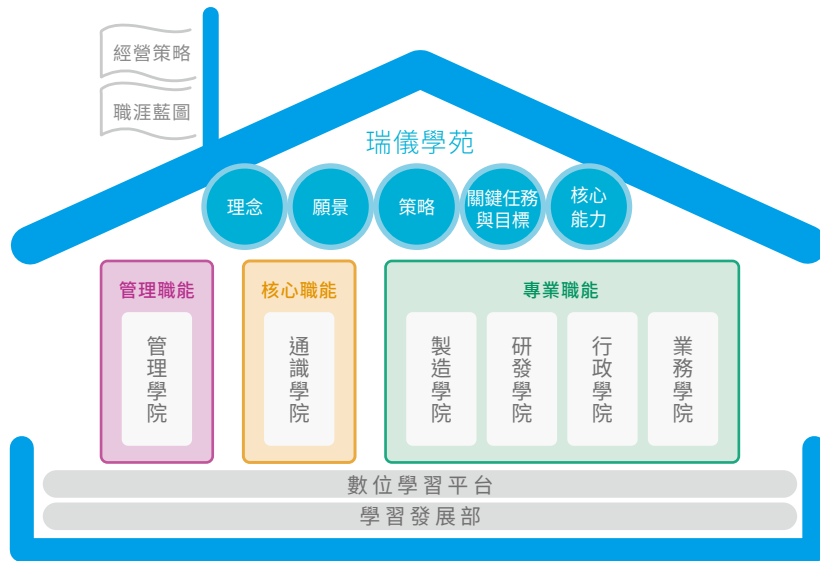 經營策略
職涯藍圖
瑞儀學苑
理念
願景
策略
關鍵任務
與目標
核心
能力
管理職能
管理學院
核心職能
通識學院
專業職能
製造學院
研發學院
行政學院
業務學院
數位學習平台
學習發展部